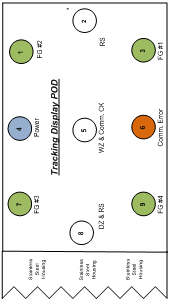 1
FG #2
2
RS
3
FG #1
Tracking Display POD
4
Power
5
WZ & Comm. CK
6
Comm. Error
7
FG #3
8
DZ & RS
9
FG #4
Stainless
Steel
Housing
Stainless
Steel
Housing
Stainless
Steel
Housing